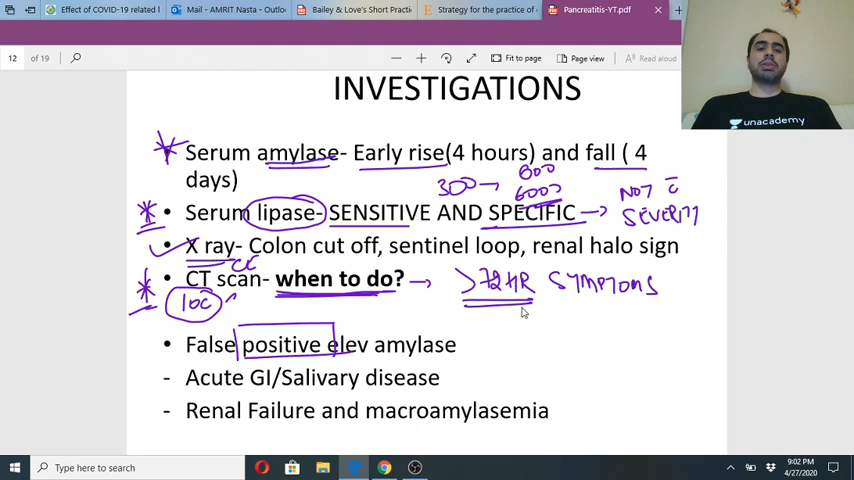 Effect of COVID-19 related l
Mail - AMRIT Nasta - Outlo
Bailey & Love's Short Practi
Strategy for the practice of
Pancreatitis-YT.pdf
12 of 19
Fit to page
Page view
Read aloud
unacademy
INVESTIGATIONS
Serum amylase- Early rise(4 hours) and fall ( 4
days)
300 → 800
6000
NOT c̄
• Serum lipase- SENSITIVE AND SPECIFIC → SEVERITY
• X ray- Colon cut off, sentinel loop, renal halo sign
CE
• CT scan- when to do? → >72HR SYMPTOMS
IOC
• False positive elev amylase
- Acute GI/Salivary disease
- Renal Failure and macroamylasemia
Type here to search
9:02 PM
4/27/2020